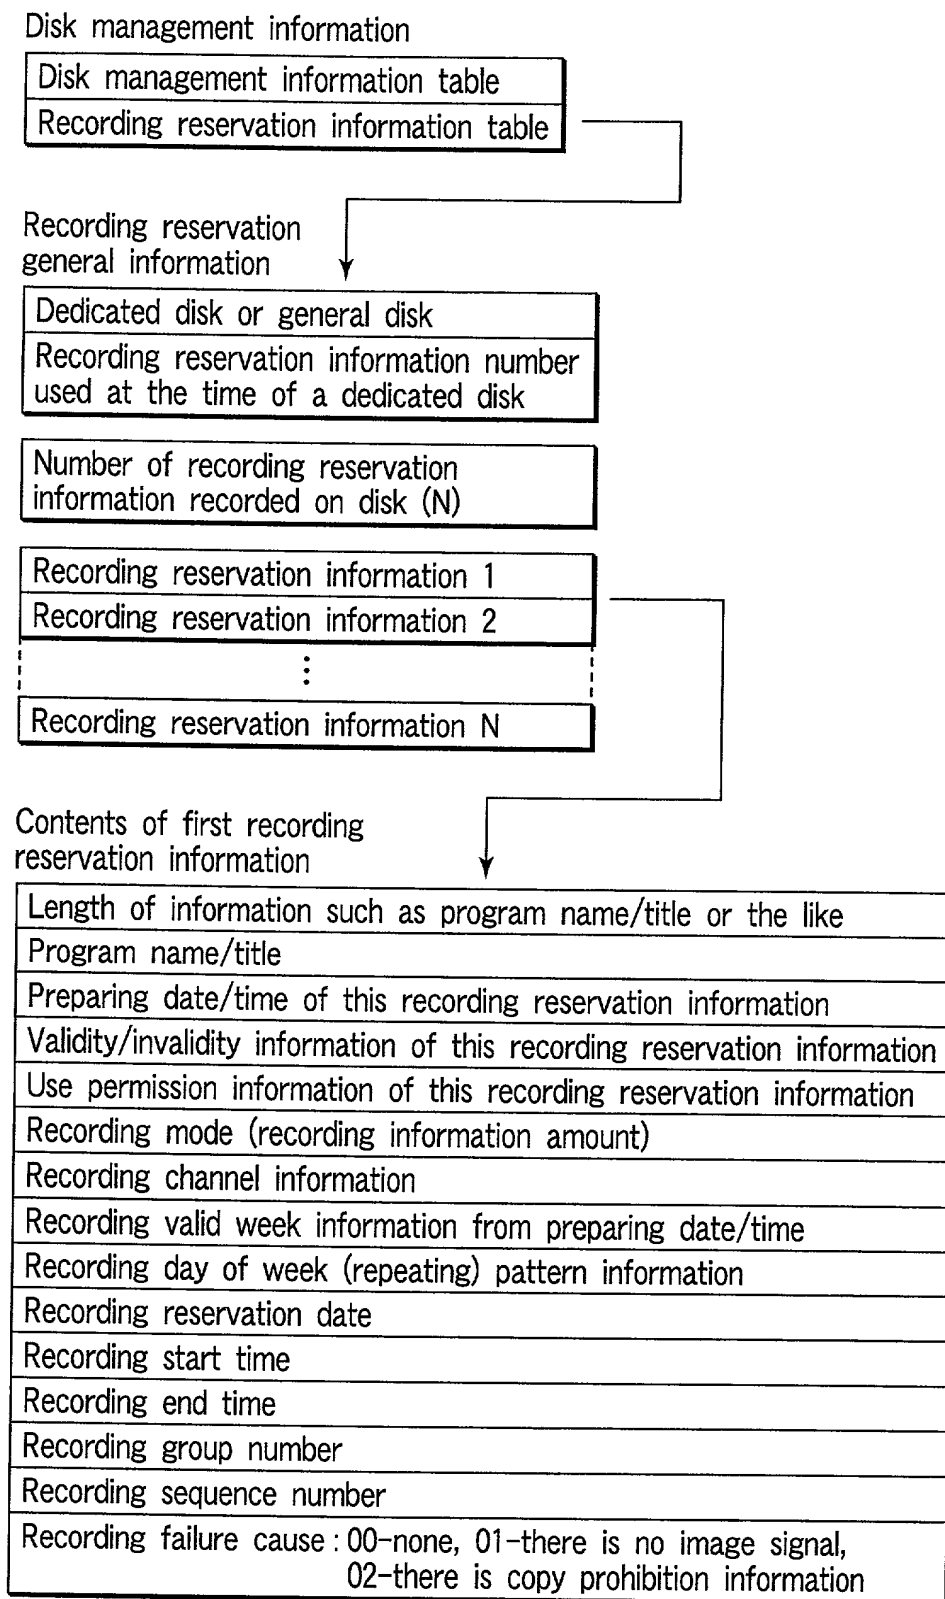 Disk management information
Disk management information table
Recording reservation information table
Recording reservation
general information
Dedicated disk or general disk
Recording reservation information number
used at the time of a dedicated disk
Number of recording reservation
information recorded on disk (N)
Recording reservation information 1
Recording reservation information 2
⋮
Recording reservation information N
Contents of first recording
reservation information
Length of information such as program name/title or the like
Program name/title
Preparing date/time of this recording reservation information
Validity/invalidity information of this recording reservation information
Use permission information of this recording reservation information
Recording mode (recording information amount)
Recording channel information
Recording valid week information from preparing date/time
Recording day of week (repeating) pattern information
Recording reservation date
Recording start time
Recording end time
Recording group number
Recording sequence number
Recording failure cause : 00-none, 01-there is no image signal,
02-there is copy prohibition information